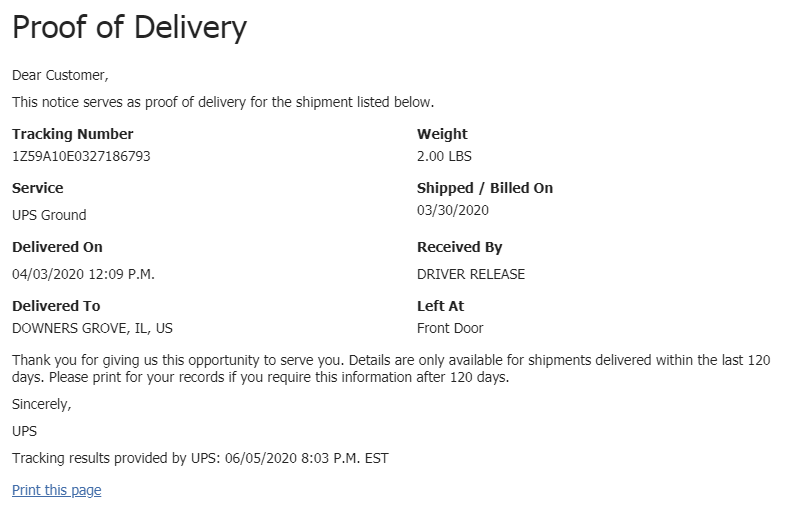 Proof of Delivery
Dear Customer,
This notice serves as proof of delivery for the shipment listed below.
Tracking Number
1Z59A10E0327186793
Weight
2.00 LBS
Service
UPS Ground
Shipped / Billed On
03/30/2020
Delivered On
04/03/2020 12:09 P.M.
Received By
DRIVER RELEASE
Delivered To
DOWNERS GROVE, IL, US
Left At
Front Door
Thank you for giving us this opportunity to serve you. Details are only available for shipments delivered within the last 120
days. Please print for your records if you require this information after 120 days.
Sincerely,
UPS
Tracking results provided by UPS: 06/05/2020 8:03 P.M. EST
Print this page